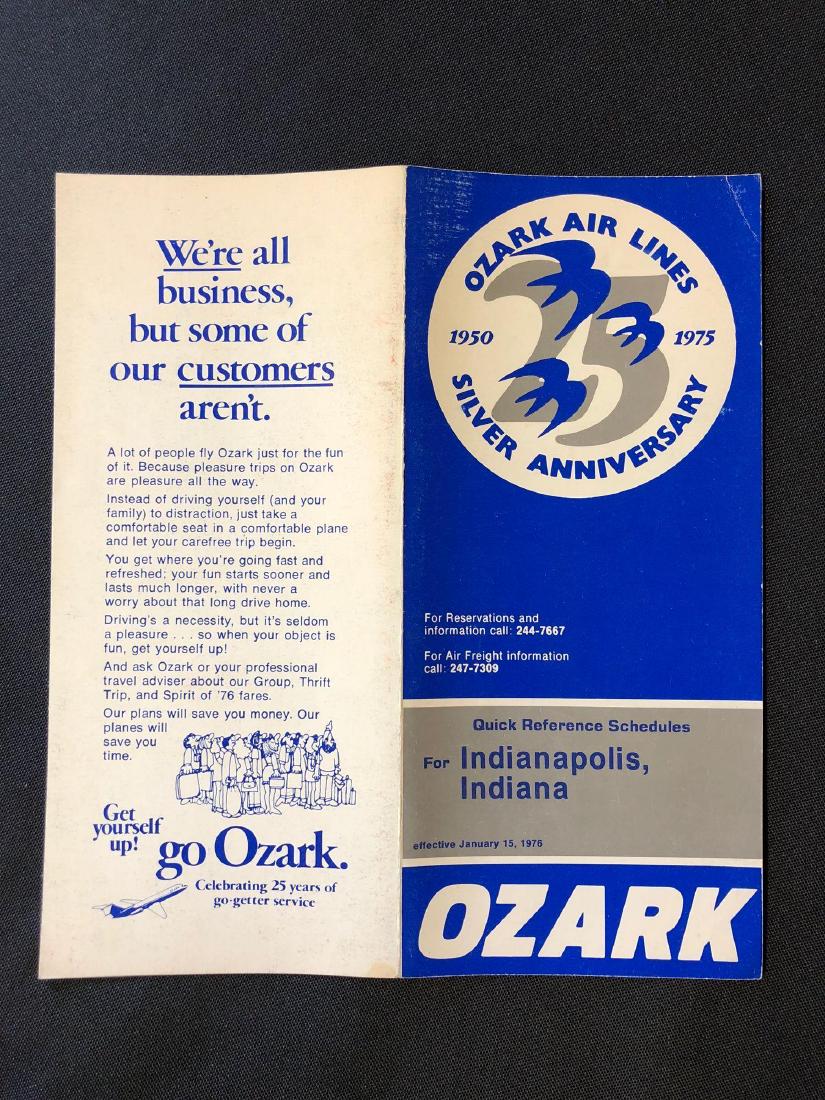 We're all
business,
but some of
our customers
aren't.
A lot of people fly Ozark just for the fun
of it. Because pleasure trips on Ozark
are pleasure all the way.
Instead of driving yourself (and your
family) to distraction, just take a
comfortable seat in a comfortable plane
and let your carefree trip begin.
You get where you're going fast and
refreshed; your fun starts sooner and
lasts much longer, with never a
worry about that long drive home.
Driving's a necessity, but it's seldom
a pleasure . . . so when your object is
fun, get yourself up!
And ask Ozark or your professional
travel adviser about our Group, Thrift
Trip, and Spirit of '76 fares.
Our plans will save you money. Our
planes will
save you
time.
Get
yourself
up!
go Ozark.
Celebrating 25 years of
go-getter service
OZARK AIR LINES
25
1950 1975
SILVER ANNIVERSARY
For Reservations and
information call: 244-7667
For Air Freight information
call: 247-7309
Quick Reference Schedules
For Indianapolis,
Indiana
effective January 15, 1976
OZARK